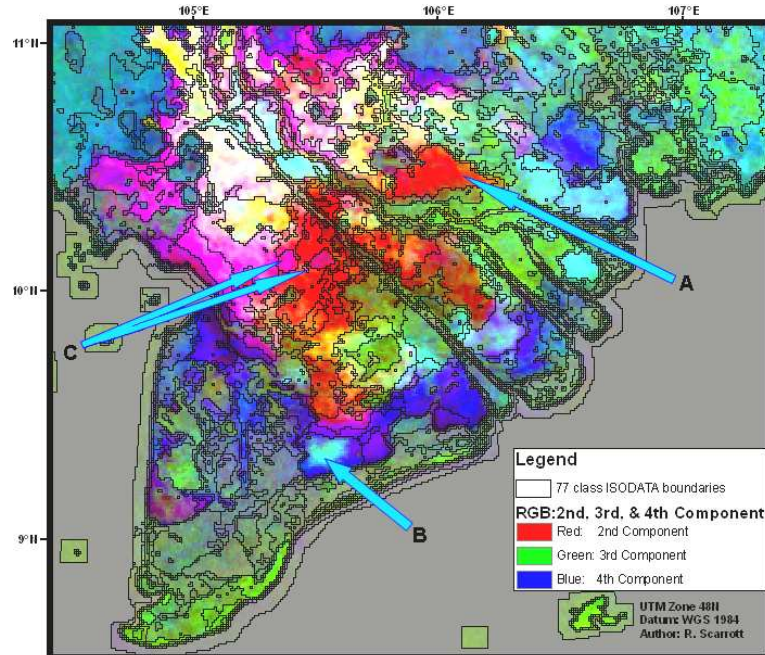 105°E 106°E 107°E
11°N
10°N
9°N
A
C
B
Legend
77 class ISODATA boundaries
RGB:2nd, 3rd, & 4th Component
Red: 2nd Component
Green: 3rd Component
Blue: 4th Component
UTM Zone 48N
Datum: WGS 1984
Author: R. Scarrott